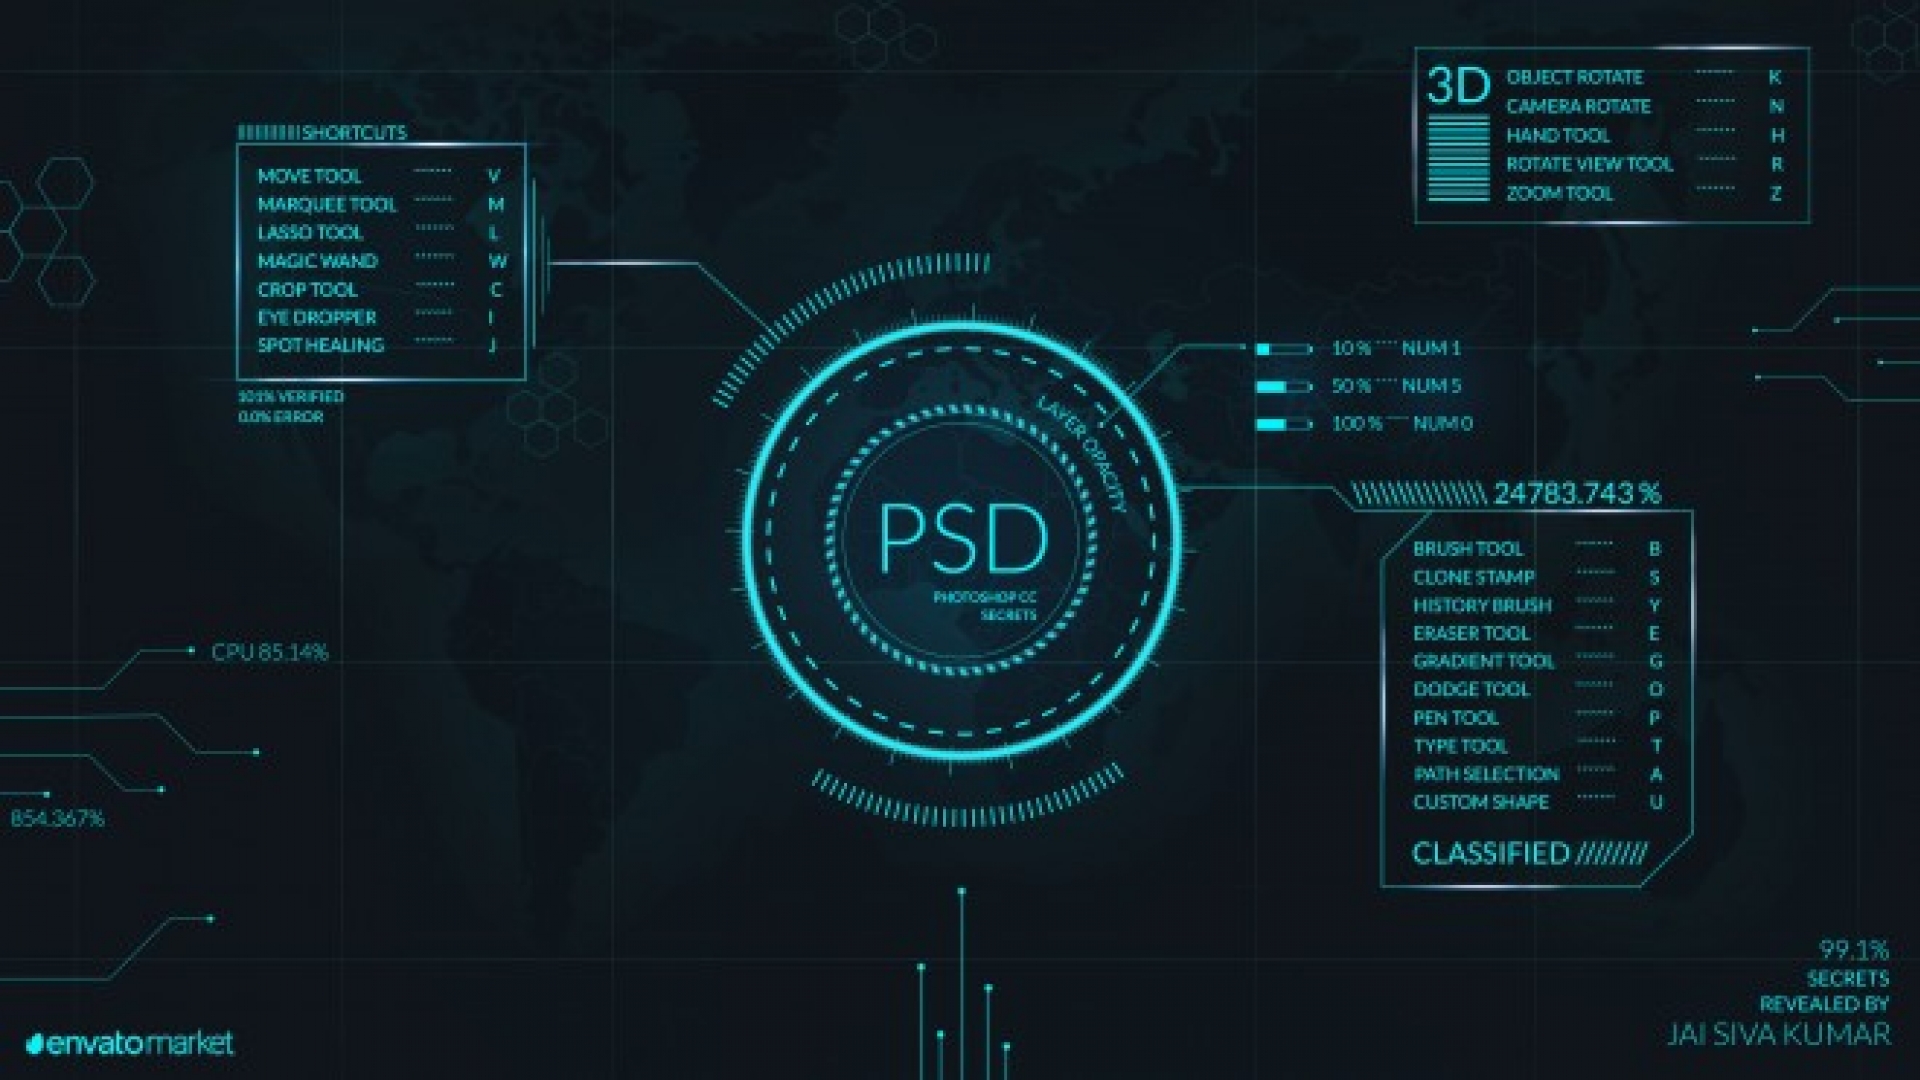 SHORTCUTS
MOVE TOOL ······ V
MARQUEE TOOL ······ M
LASSO TOOL ······ L
MAGIC WAND ······ W
CROP TOOL ······ C
EYE DROPPER ······ I
SPOT HEALING ······ J
101% VERIFIED
0.0% ERROR
3D
OBJECT ROTATE ······ K
CAMERA ROTATE ······ N
HAND TOOL ······ H
ROTATE VIEW TOOL ······ R
ZOOM TOOL ······ Z
10% ···· NUM 1
50% ···· NUM 5
100% ···· NUM 0
LAYER OPACITY
PSD
PHOTOSHOP CC
SECRETS
24783.743%
BRUSH TOOL ······ B
CLONE STAMP ······ S
HISTORY BRUSH ······ Y
ERASER TOOL ······ E
GRADIENT TOOL ······ G
DODGE TOOL ······ O
PEN TOOL ······ P
TYPE TOOL ······ T
PATH SELECTION ······ A
CUSTOM SHAPE ······ U
CLASSIFIED ////////
CPU 85.14%
854.367%
envatomarket
99.1%
SECRETS
REVEALED BY
JAI SIVA KUMAR